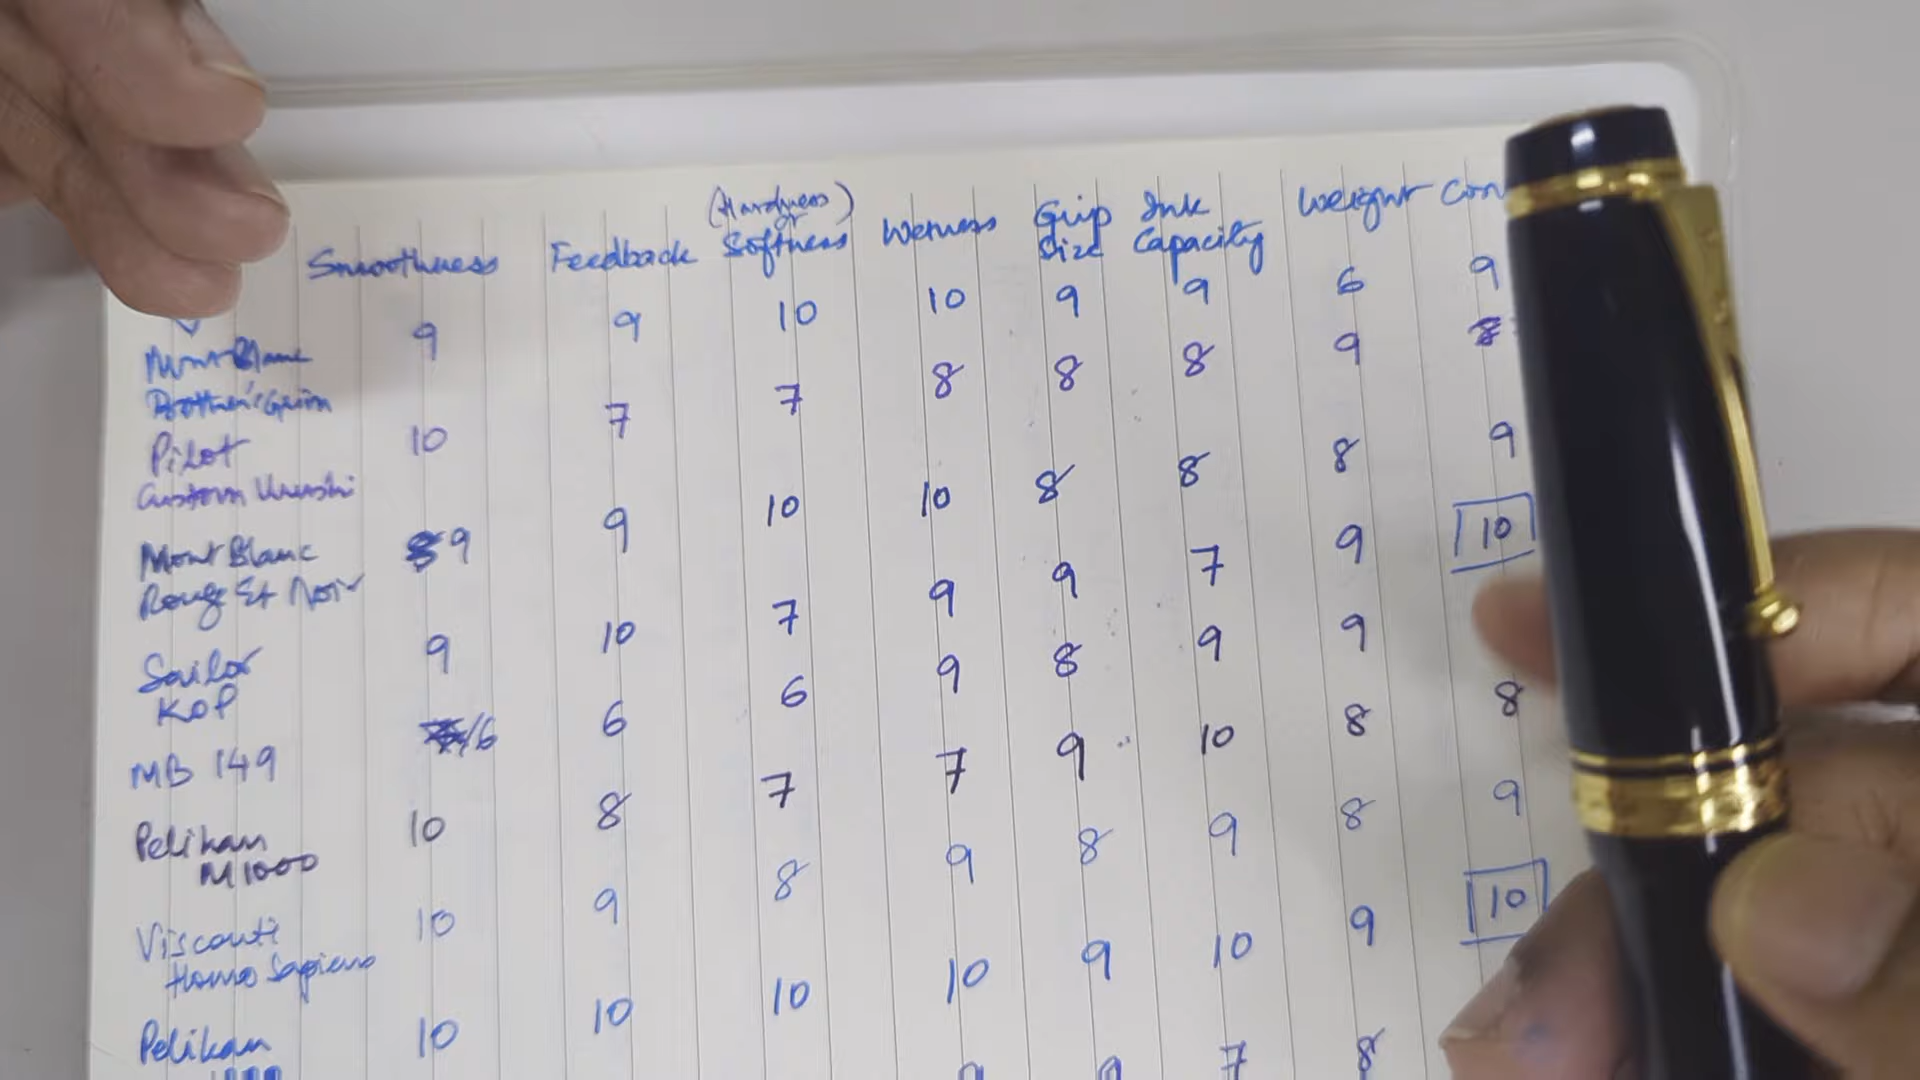 (Hardness)
or
Smoothness Feedback Softness Wetness Grip Size Ink Capacity Weight Con
Mont Blanc 9 9 10 10 9 9 6 9
Brother's Grim
Pilot 10 7 7 8 8 8 9 8
Custom Urushi
Mont Blanc 9 9 10 10 8 8 8 9
Rouge Et Noir
Sailor 9 10 7 9 9 7 9 10
KOP
MB 149 /6 6 6 9 8 9 9
Pelikan 10 8 7 7 9 10 8 8
M1000
Visconti 10 9 8 9 8 9 8 9
Homo Sapiens
Pelikan 10 10 10 10 9 10 9 10
7 8